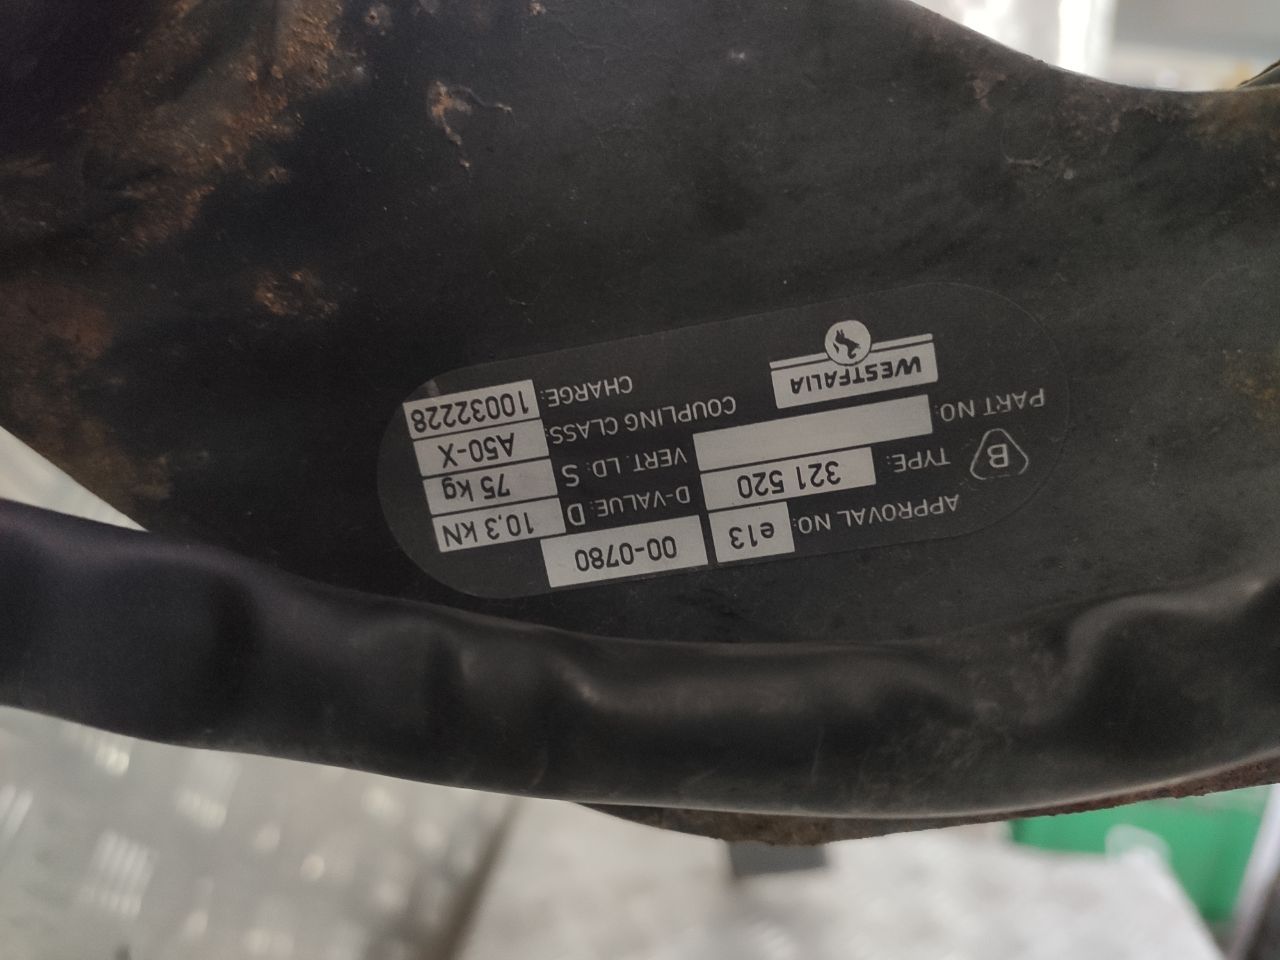 APPROVAL NO: e13 00-0780
B TYPE: 321 520 D-VALUE: D 10,3 kN
PART NO: VERT. LD. S 75 kg
COUPLING CLASS: A50-X
WESTFALIA CHARGE: 10032228